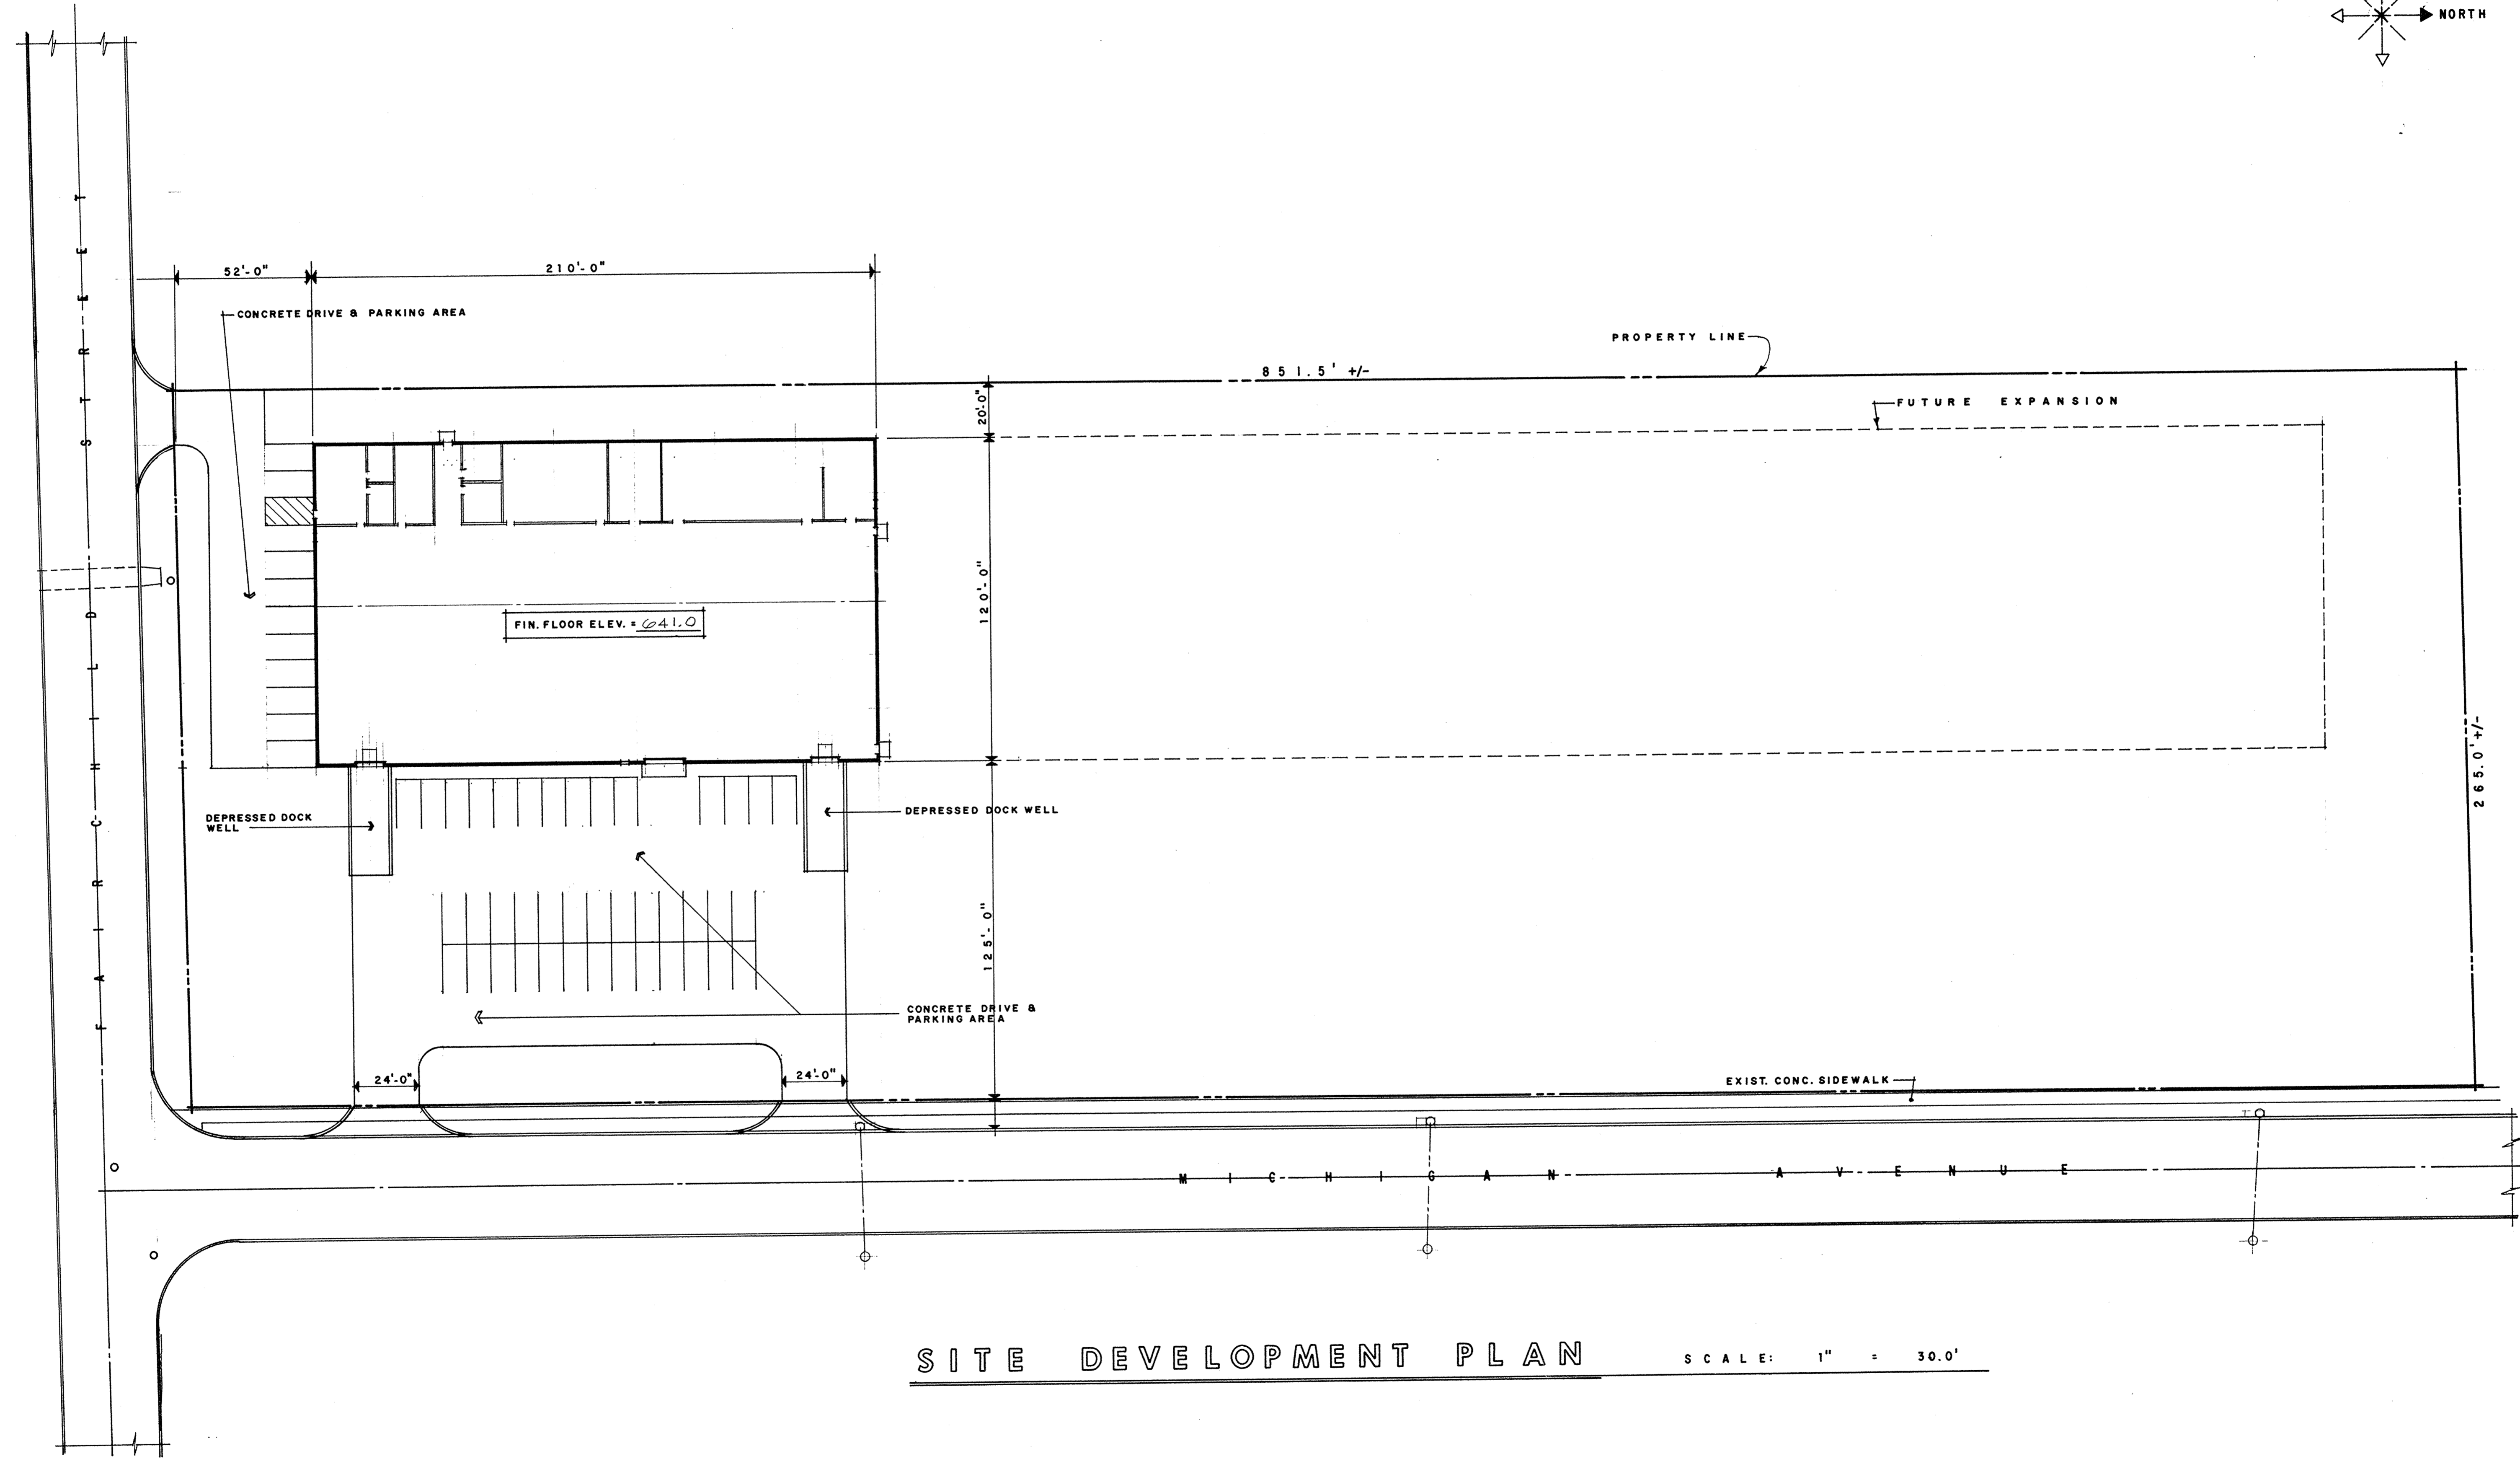 NORTH
52'-0"
210'-0"
CONCRETE DRIVE & PARKING AREA
PROPERTY LINE
851.5' +/-
20'-0"
FUTURE EXPANSION
FAIRCHILD STREET
120'-0"
FIN. FLOOR ELEV. = 641.0
265.0' +/-
DEPRESSED DOCK
WELL
DEPRESSED DOCK WELL
125'-0"
CONCRETE DRIVE &
PARKING AREA
24'-0"
24'-0"
EXIST. CONC. SIDEWALK
MICHIGAN AVENUE
SITE DEVELOPMENT PLAN
SCALE: 1" = 30.0'